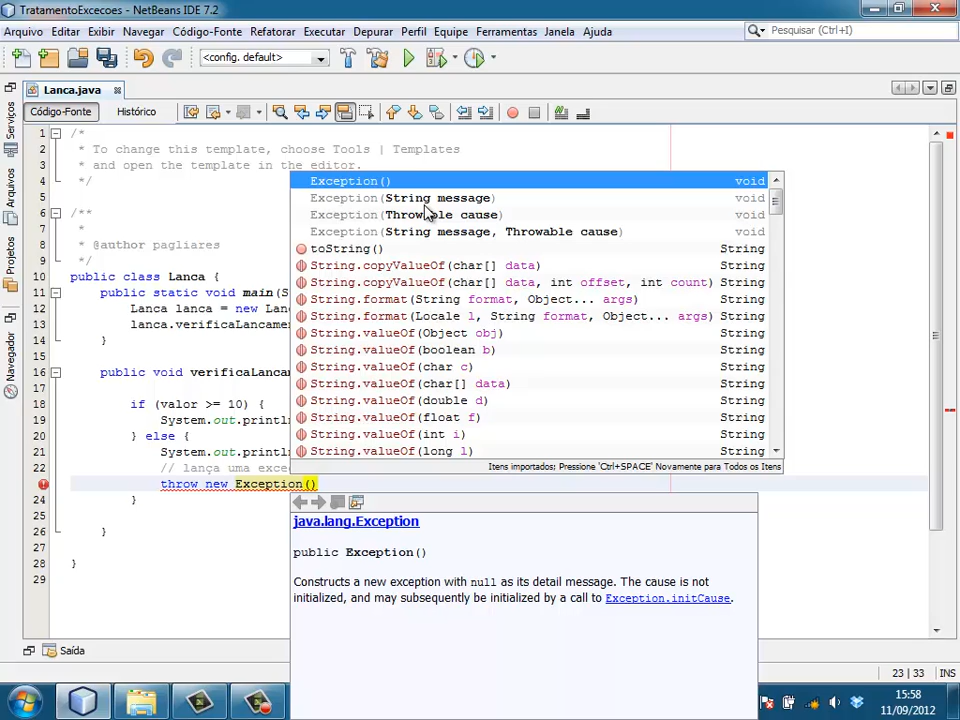 TratamentoExcecoes - NetBeans IDE 7.2
Arquivo Editar Exibir Navegar Código-Fonte Refatorar Executar Depurar Perfil Equipe Ferramentas Janela Ajuda
Pesquisar (Ctrl+I)
<config. default>
Lanca.java
Código-Fonte Histórico
Serviços
Arquivos
Projetos
Navegador
1 /*
2 * To change this template, choose Tools | Templates
3 * and open the template in the editor.
4 */
5
6 /**
7 *
8 * @author pagliares
9 */
10 public class Lanca {
11 public static void main(S
12 Lanca lanca = new Lanc
13 lanca.verificaLancame
14 }
15
16 public void verificaLanca
17
18 if (valor >= 10) {
19 System.out.println
20 } else {
21 System.out.println
22 // lança uma exce
throw new Exception()
24 }
25
26 }
27
28 }
29
Exception() void
Exception(String message) void
Exception(Throwable cause) void
Exception(String message, Throwable cause) void
toString() String
String.copyValueOf(char[] data) String
String.copyValueOf(char[] data, int offset, int count) String
String.format(String format, Object... args) String
String.format(Locale l, String format, Object... args) String
String.valueOf(Object obj) String
String.valueOf(boolean b) String
String.valueOf(char c) String
String.valueOf(char[] data) String
String.valueOf(double d) String
String.valueOf(float f) String
String.valueOf(int i) String
String.valueOf(long l) String
Itens importados; Pressione 'Ctrl+SPACE' Novamente para Todos os Itens
java.lang.Exception
public Exception()
Constructs a new exception with null as its detail message. The cause is not
initialized, and may subsequently be initialized by a call to Exception.initCause.
Saída
23 | 33 INS
15:58
11/09/2012